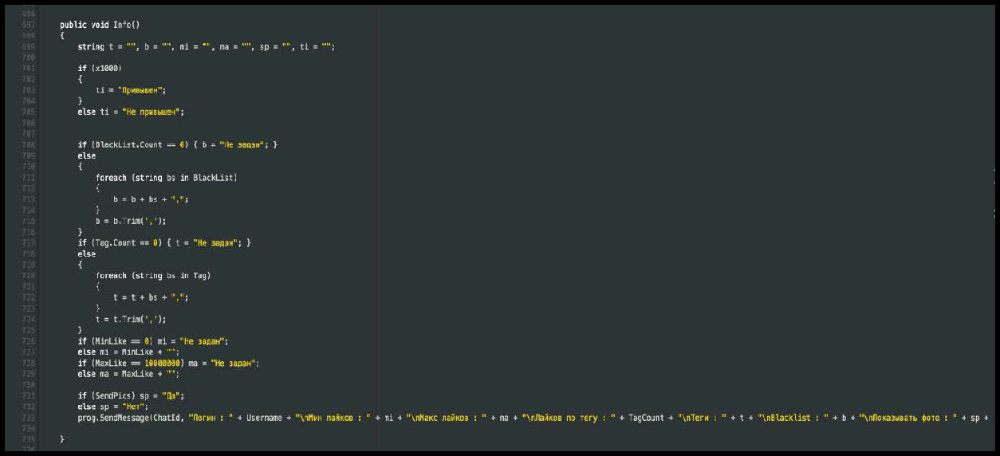 696
697 public void Info()
698 {
699 string t = "", b = "", mi = "", ma = "", sp = "", ti = "";
700
701 if (x1000)
702 {
703 ti = "Привышен";
704 }
705 else ti = "Не привышен";
706
707
708 if (BlackList.Count == 0) { b = "Не задан"; }
709 else
710 {
711 foreach (string bs in BlackList)
712 {
713 b = b + bs + ",";
714 }
715 b = b.Trim(',');
716 }
717 if (Tag.Count == 0) { t = "Не задан"; }
718 else
719 {
720 foreach (string bs in Tag)
721 {
722 t = t + bs + ",";
723 }
724 t = t.Trim(',');
725 }
726 if (MinLike == 0) mi = "Не задан";
727 else mi = MinLike + "";
728 if (MaxLike == 10000000) ma = "Не задан";
729 else ma = MaxLike + "";
730
731 if (SendPics) sp = "Да";
732 else sp = "Нет";
733 prog.SendMessage(ChatId, "Логин : " + Username + "\nМин лайков : " + mi + "\nМакс лайков : " + ma + "\nЛайков по тегу : " + TagCount + "\nТеги : " + t + "\nBlacklist : " + b + "\nПоказывать фото : " + sp +
734
735 }